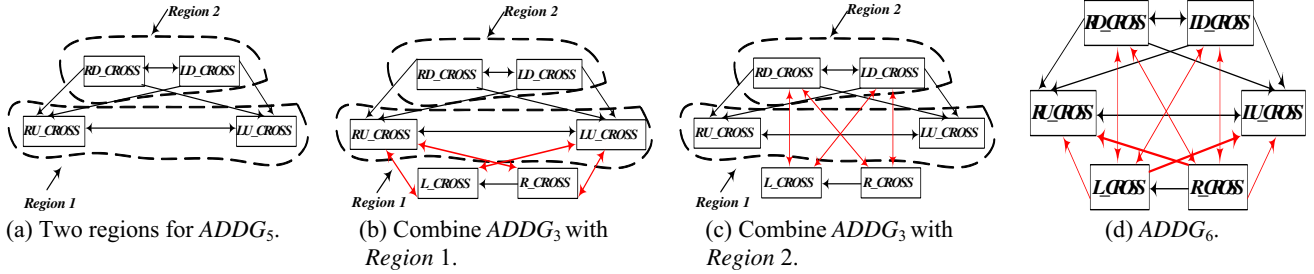 Region 2
RD_CROSS LD_CROSS
RU_CROSS LU_CROSS
Region 1
(a) Two regions for ADDG5.
Region 2
RD_CROSS LD_CROSS
RU_CROSS LU_CROSS
L_CROSS R_CROSS
Region 1
(b) Combine ADDG3 with
Region 1.
Region 2
RD_CROSS LD_CROSS
RU_CROSS LU_CROSS
L_CROSS R_CROSS
Region 1
(c) Combine ADDG3 with
Region 2.
RD_CROSS LD_CROSS
RU_CROSS LU_CROSS
L_CROSS R_CROSS
(d) ADDG6.